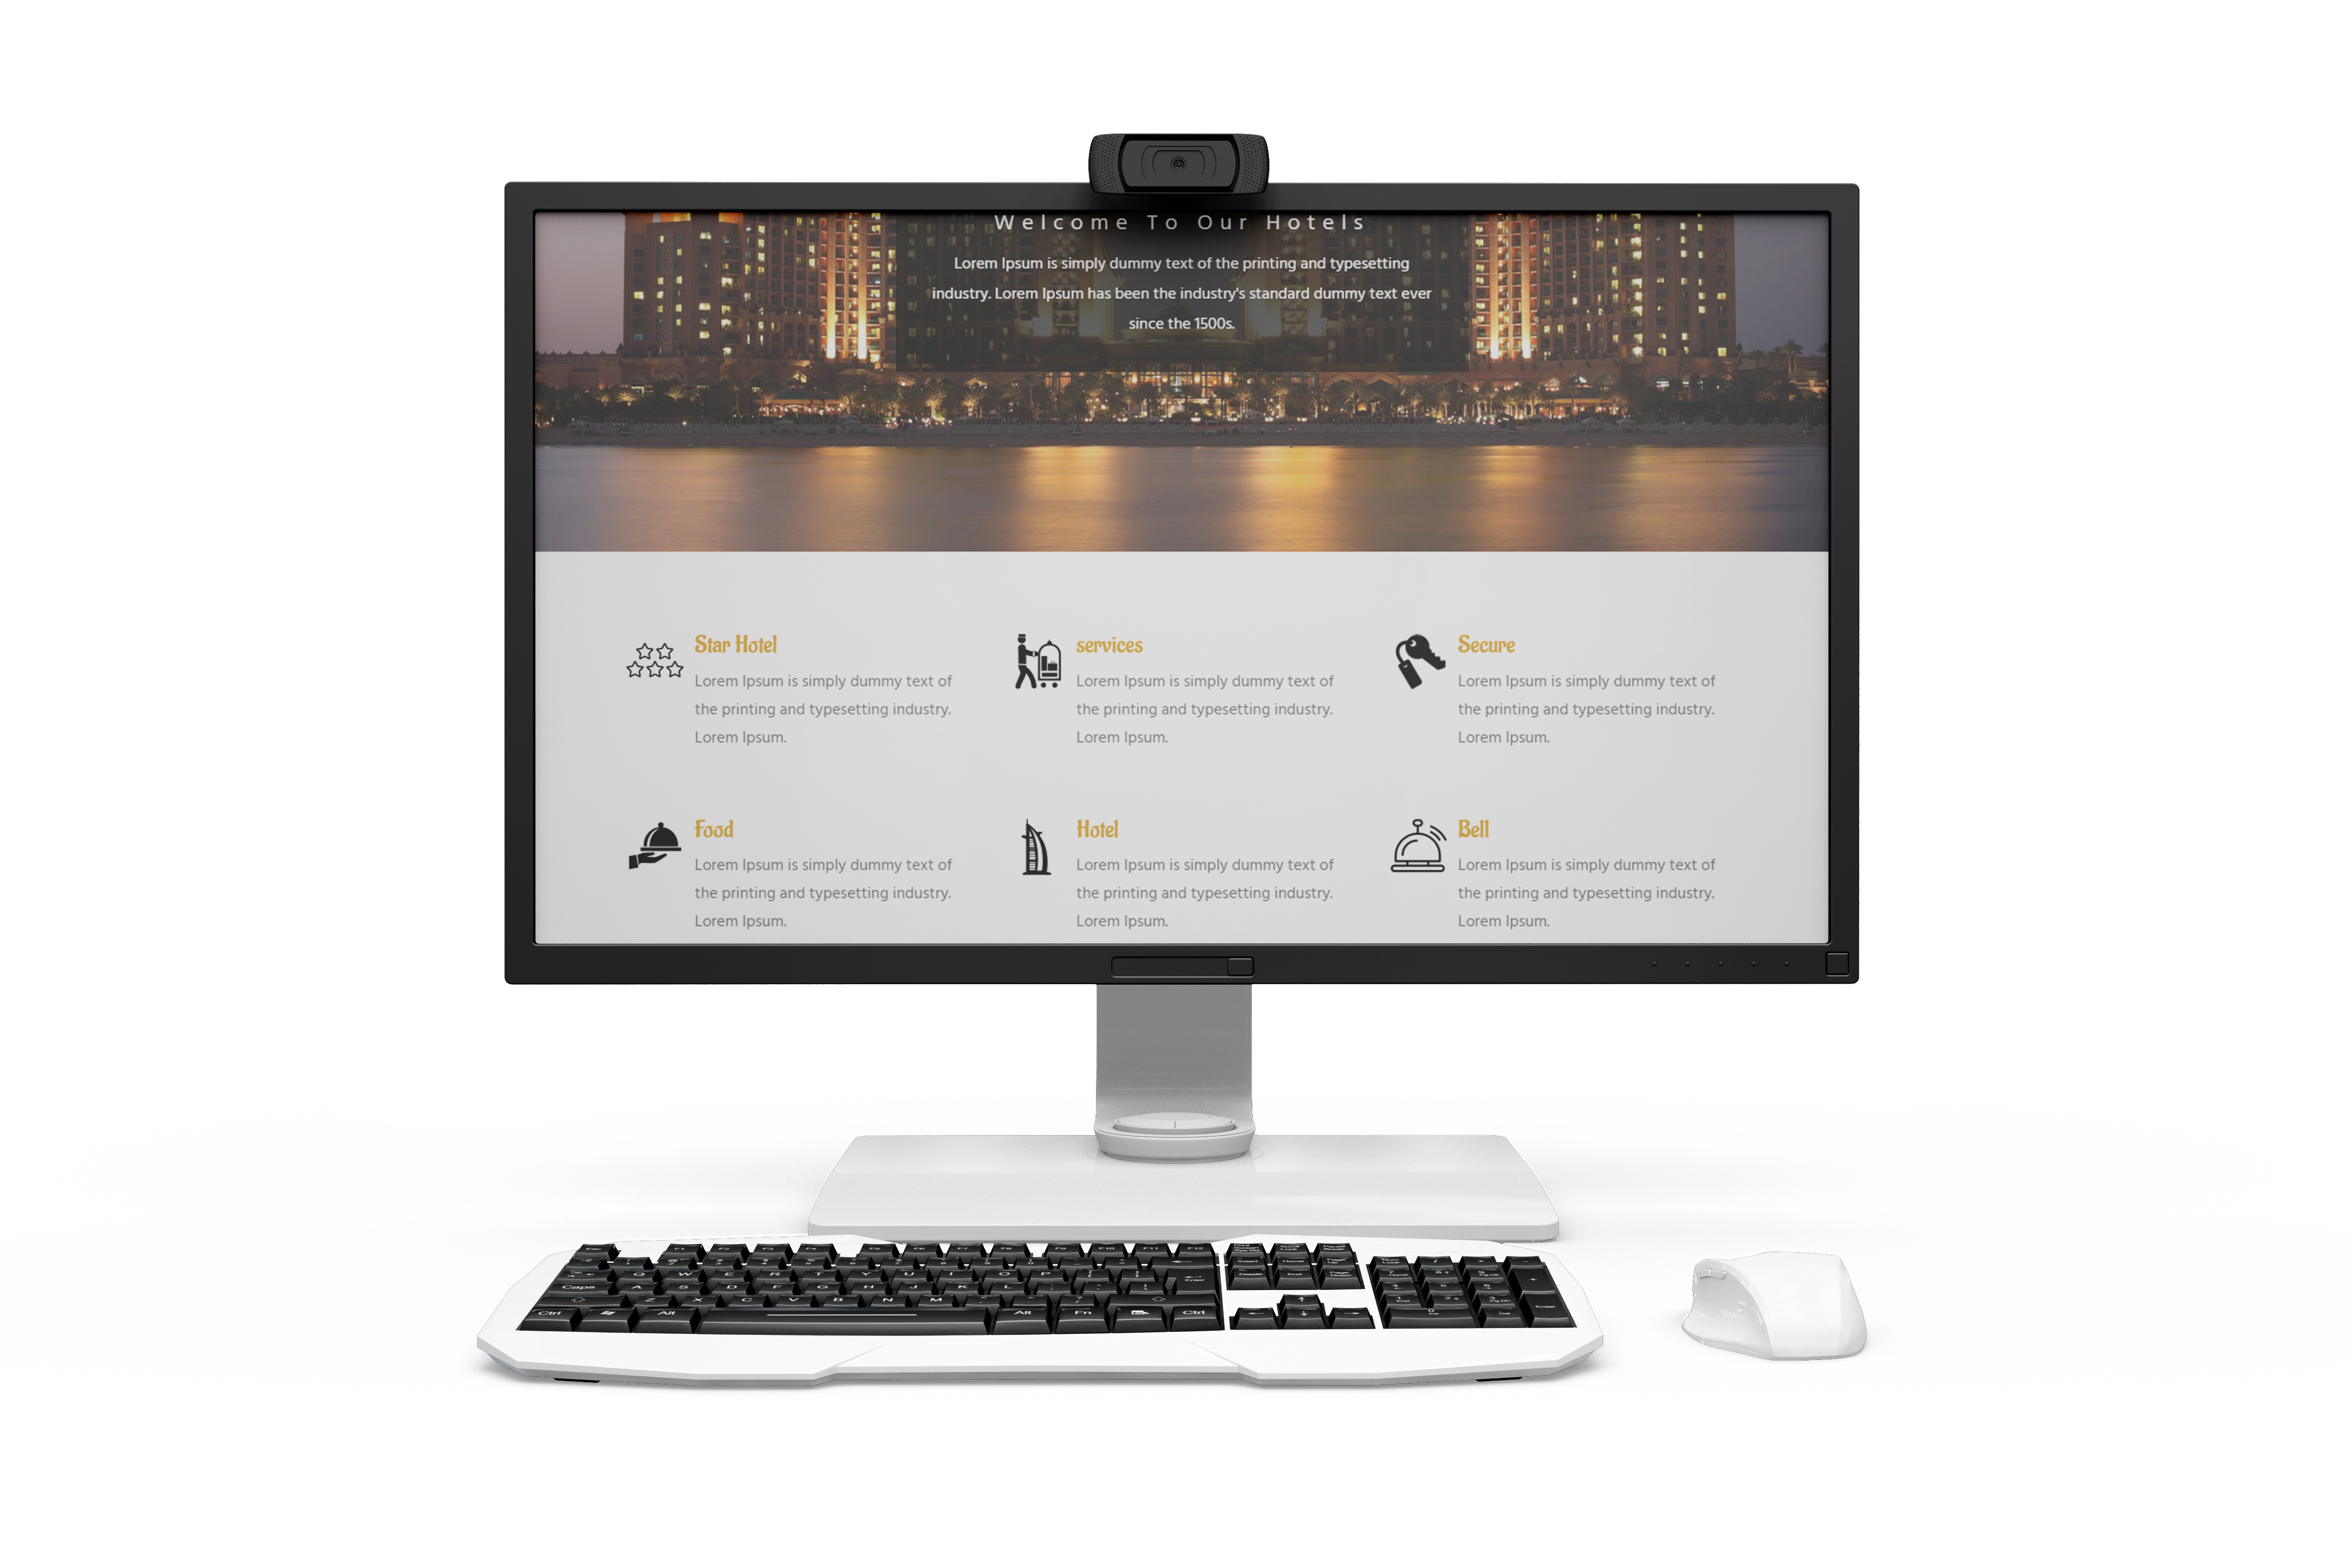 Welcome To Our Hotels
Lorem Ipsum is simply dummy text of the printing and typesetting
industry. Lorem Ipsum has been the industry's standard dummy text ever
since the 1500s.
Star Hotel
Lorem Ipsum is simply dummy text of
the printing and typesetting industry.
Lorem Ipsum.
services
Lorem Ipsum is simply dummy text of
the printing and typesetting industry.
Lorem Ipsum.
Secure
Lorem Ipsum is simply dummy text of
the printing and typesetting industry.
Lorem Ipsum.
Food
Lorem Ipsum is simply dummy text of
the printing and typesetting industry.
Lorem Ipsum.
Hotel
Lorem Ipsum is simply dummy text of
the printing and typesetting industry.
Lorem Ipsum.
Bell
Lorem Ipsum is simply dummy text of
the printing and typesetting industry.
Lorem Ipsum.
Q W E R T Y U I O P
Caps A S D F G H J K L
Z X C V B N M
Ctrl Alt Alt Fn Ctrl